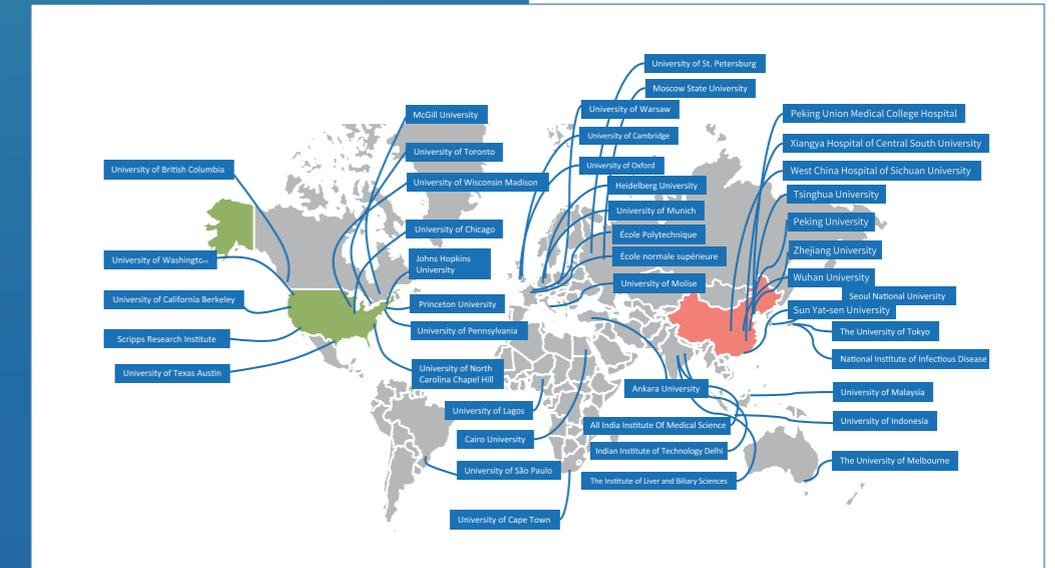 University of St. Petersburg
Moscow State University
University of Warsaw
University of Cambridge
University of Oxford
Heidelberg University
University of Munich
École Polytechnique
École normale supérieure
University of Molise
McGill University
University of Toronto
University of Wisconsin Madison
University of Chicago
Johns Hopkins
University
Princeton University
University of Pennsylvania
University of North
Carolina Chapel Hill
University of British Columbia
University of Washington
University of California Berkeley
Scripps Research Institute
University of Texas Austin
Peking Union Medical College Hospital
Xiangya Hospital of Central South University
West China Hospital of Sichuan University
Tsinghua University
Peking University
Zhejiang University
Wuhan University
Seoul National University
Sun Yat-sen University
The University of Tokyo
National Institute of Infectious Disease
University of Malaysia
University of Indonesia
The University of Melbourne
Ankara University
All India Institute Of Medical Science
Indian Institute of Technology Delhi
The Institute of Liver and Biliary Sciences
University of Lagos
Cairo University
University of São Paulo
University of Cape Town